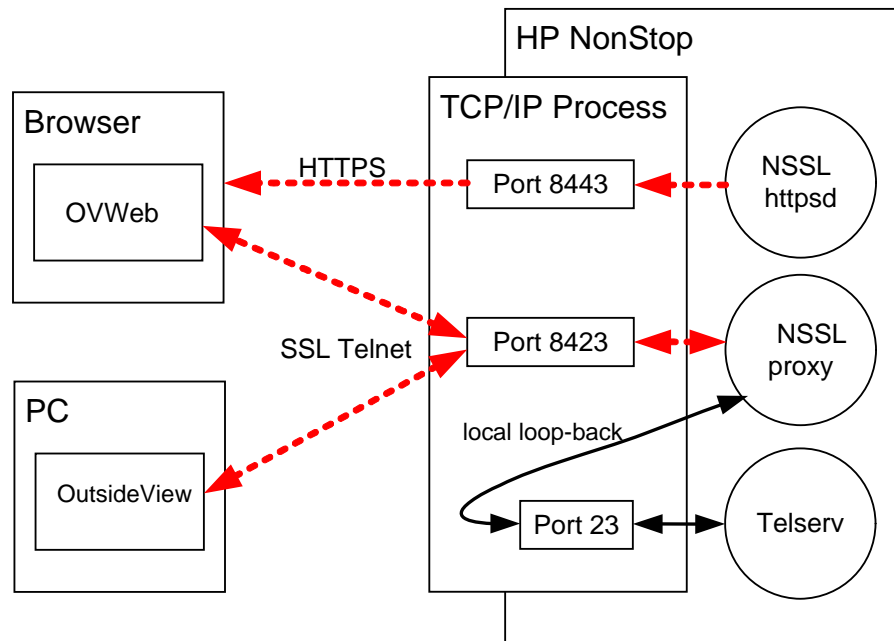 HP NonStop
TCP/IP Process
Browser
OVWeb
HTTPS
Port 8443
NSSL
httpsd
SSL Telnet
Port 8423
NSSL
proxy
PC
OutsideView
local loop-back
Port 23
Telserv